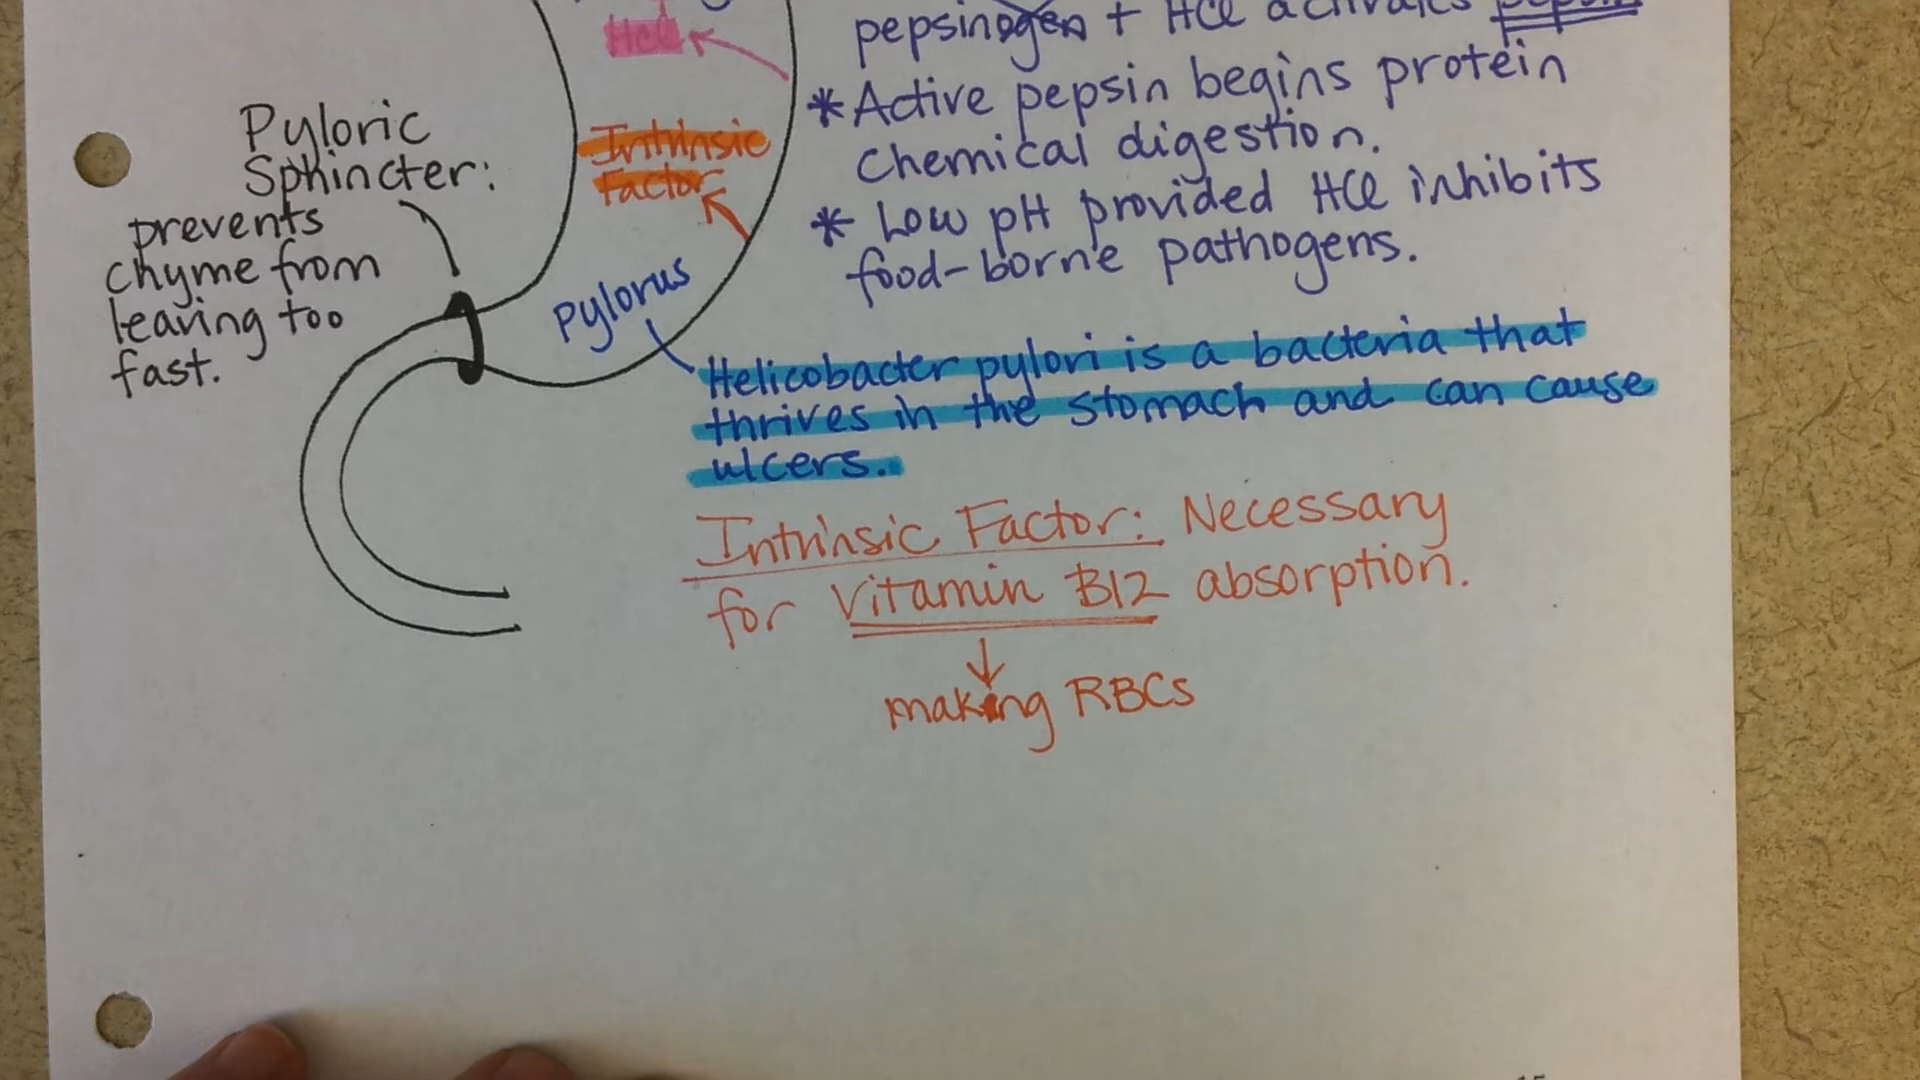 HCl
pepsinogen + HCl activates pepsin
* Active pepsin begins protein
chemical digestion.
* Low pH provided HCl inhibits
food-borne pathogens.
Pyloric
Sphincter:
prevents
chyme from
leaving too
fast.
Intrinsic
Factor
Pylorus
Helicobacter pylori is a bacteria that
thrives in the stomach and can cause
ulcers.
Intrinsic Factor: Necessary
for Vitamin B12 absorption.
↓
making RBCs